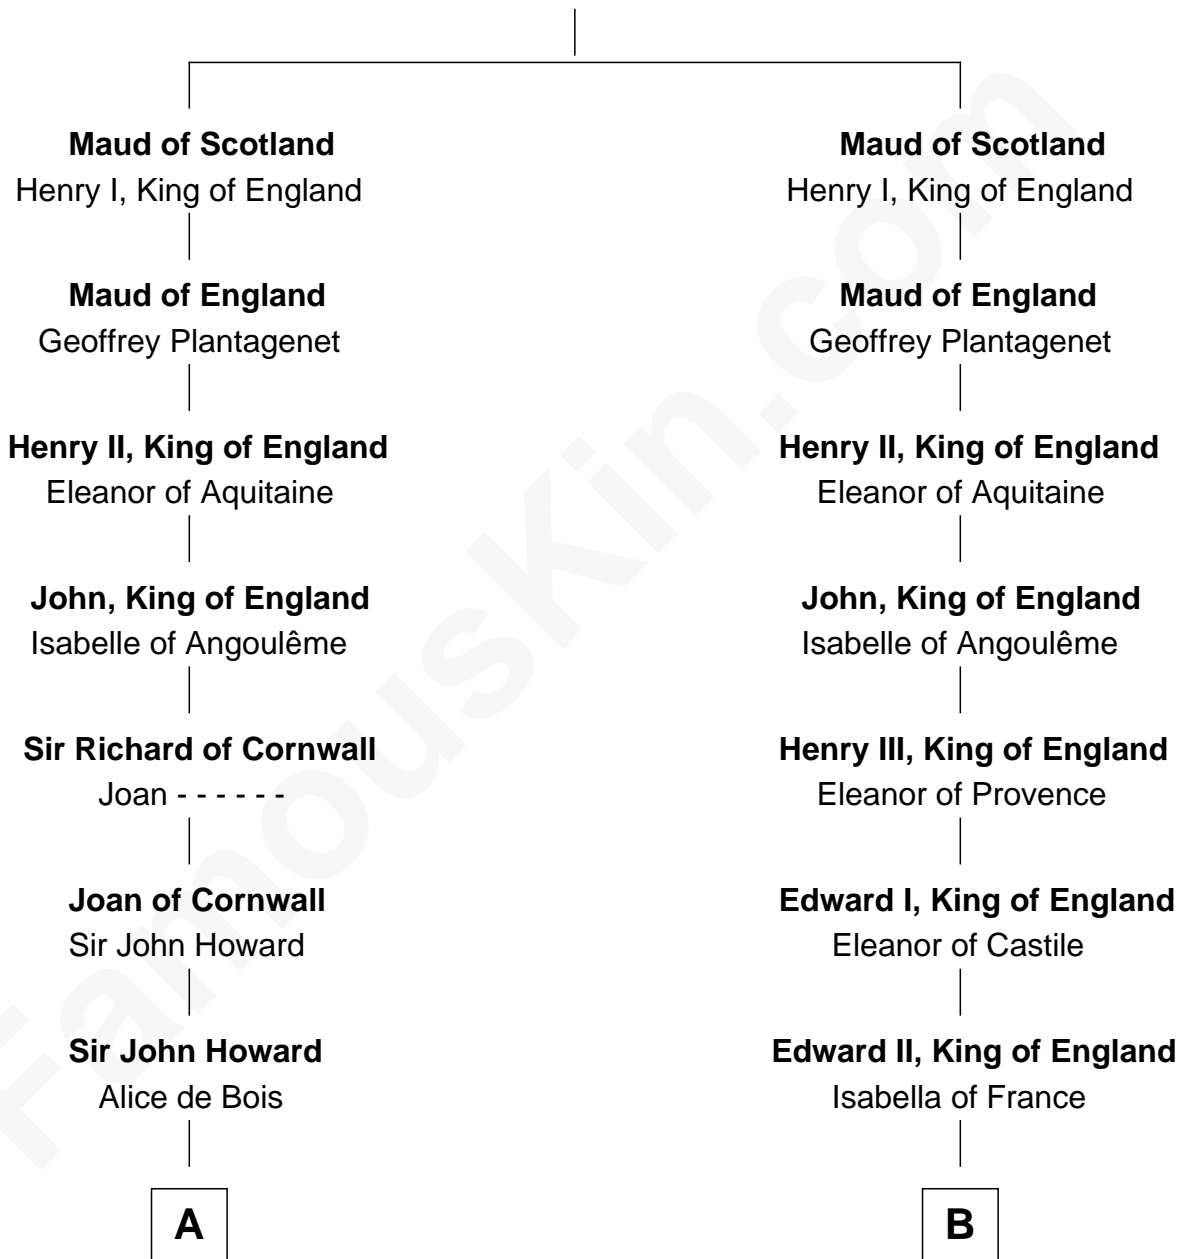 Maud of Scotland
Henry I, King of England
Maud of England
Geoffrey Plantagenet
Henry II, King of England
Eleanor of Aquitaine
John, King of England
Isabelle of Angoulême
Sir Richard of Cornwall
Joan - - - - - -
Joan of Cornwall
Sir John Howard
Sir John Howard
Alice de Bois
A
Maud of Scotland
Henry I, King of England
Maud of England
Geoffrey Plantagenet
Henry II, King of England
Eleanor of Aquitaine
John, King of England
Isabelle of Angoulême
Henry III, King of England
Eleanor of Provence
Edward I, King of England
Eleanor of Castile
Edward II, King of England
Isabella of France
B
FamousKin.com